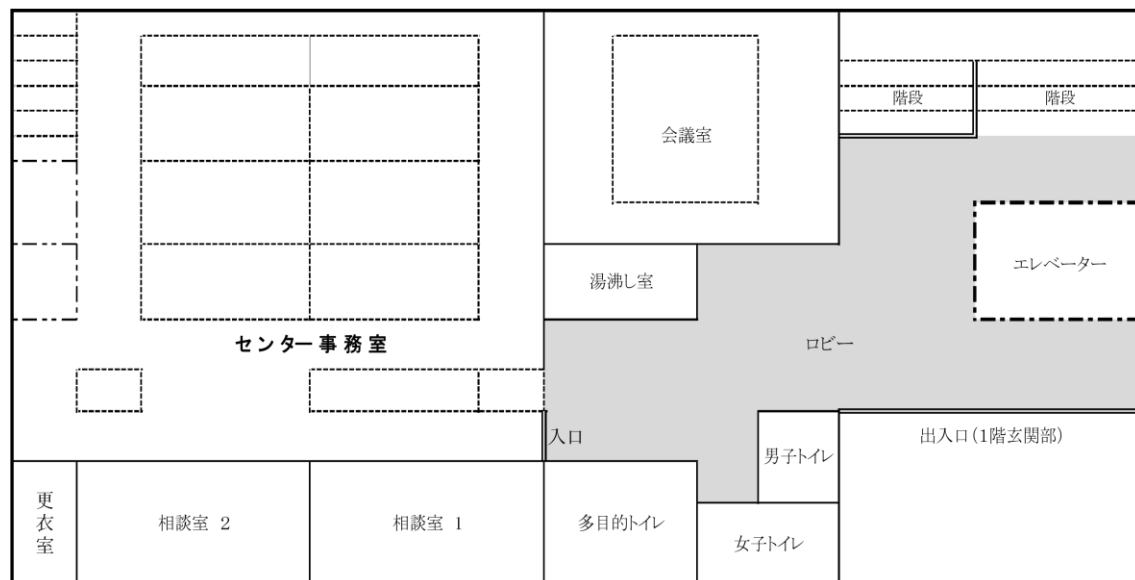 階段
階段
会議室
湯沸し室
エレベーター
センター事務室
ロビー
入口
出入口(1階玄関部)
男子トイレ
更衣室
相談室 2
相談室 1
多目的トイレ
女子トイレ